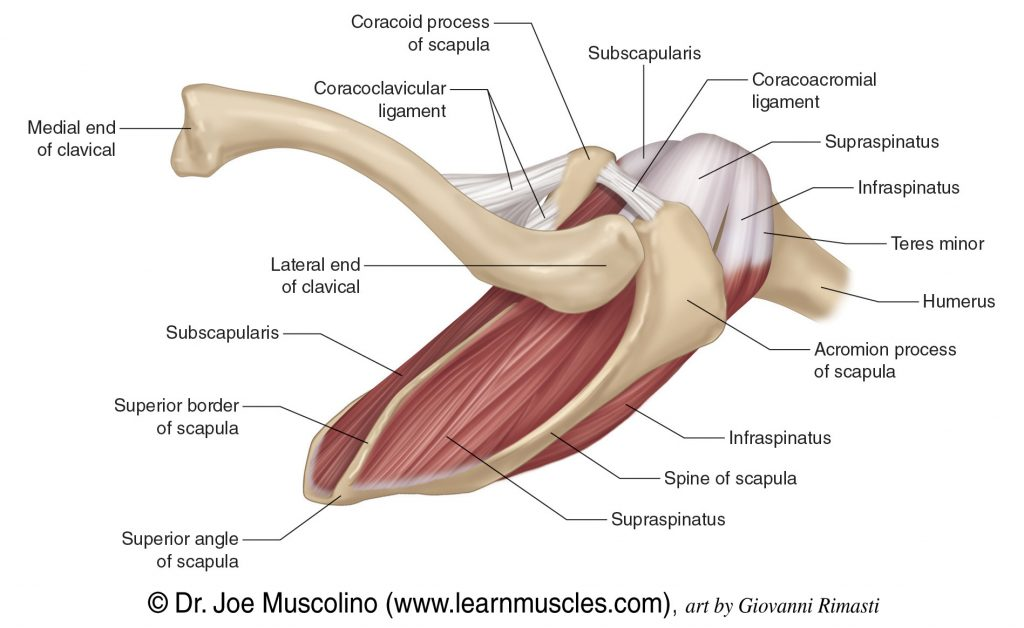 Coracoid process
of scapula
Subscapularis
Coracoacromial
ligament
Coracoclavicular
ligament
Medial end
of clavical
Supraspinatus
Infraspinatus
Teres minor
Lateral end
of clavical
Humerus
Subscapularis
Acromion process
of scapula
Superior border
of scapula
Infraspinatus
Spine of scapula
Supraspinatus
Superior angle
of scapula
© Dr. Joe Muscolino (www.learnmuscles.com), art by Giovanni Rimasti